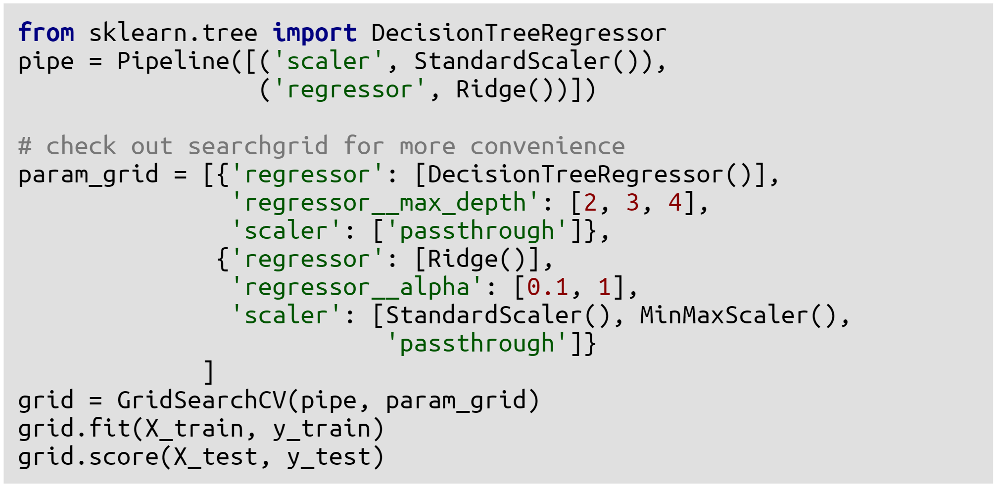 from sklearn.tree import DecisionTreeRegressor
pipe = Pipeline([('scaler', StandardScaler()),
                 ('regressor', Ridge())])

# check out searchgrid for more convenience
param_grid = [{'regressor': [DecisionTreeRegressor()],
               'regressor__max_depth': [2, 3, 4],
               'scaler': ['passthrough']},
              {'regressor': [Ridge()],
               'regressor__alpha': [0.1, 1],
               'scaler': [StandardScaler(), MinMaxScaler(),
                          'passthrough']}
             ]
grid = GridSearchCV(pipe, param_grid)
grid.fit(X_train, y_train)
grid.score(X_test, y_test)